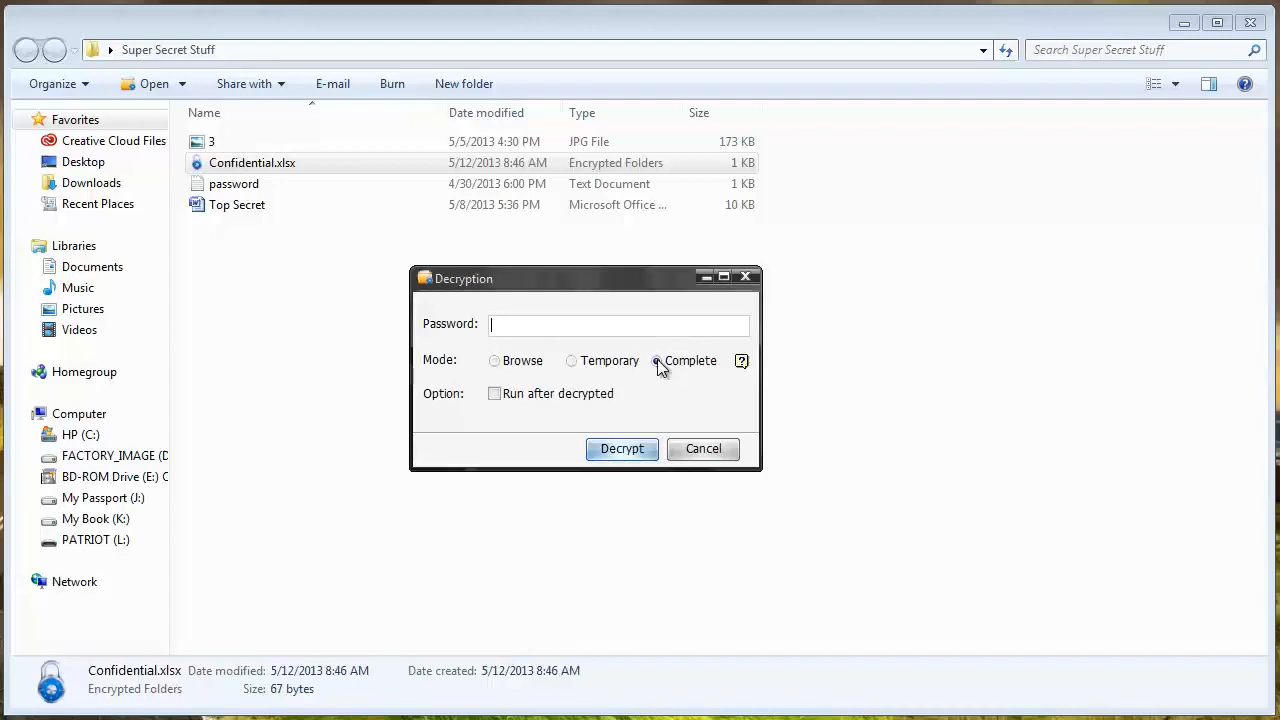 Super Secret Stuff
Search Super Secret Stuff
Organize Open Share with E-mail Burn New folder
Name Date modified Type Size
Favorites
Creative Cloud Files
Desktop
Downloads
Recent Places
Libraries
Documents
Music
Pictures
Videos
Homegroup
Computer
HP (C:)
FACTORY_IMAGE (D
BD-ROM Drive (E:) C
My Passport (J:)
My Book (K:)
PATRIOT (L:)
Network
3 5/5/2013 4:30 PM JPG File 173 KB
Confidential.xlsx 5/12/2013 8:46 AM Encrypted Folders 1 KB
password 4/30/2013 6:00 PM Text Document 1 KB
Top Secret 5/8/2013 5:36 PM Microsoft Office ... 10 KB
Decryption
Password:
Mode: Browse Temporary Complete ?
Option: Run after decrypted
Decrypt Cancel
Confidential.xlsx Date modified: 5/12/2013 8:46 AM Date created: 5/12/2013 8:46 AM
Encrypted Folders Size: 67 bytes